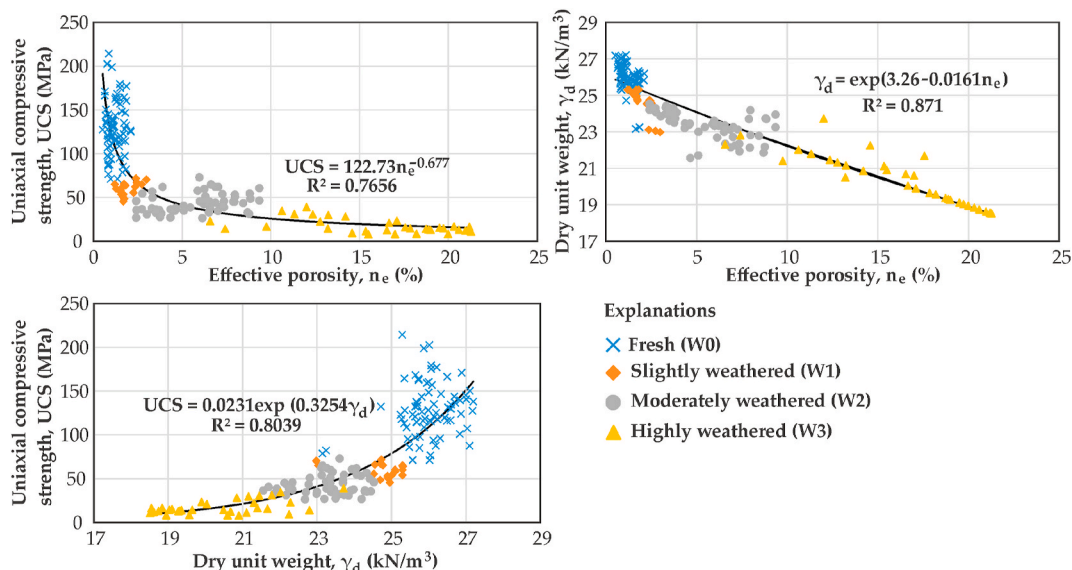 Uniaxial compressive
strength, UCS (MPa)
250
200
150
100
50
0
UCS = 122.73nₑ⁻⁰·⁶⁷⁷
R² = 0.7656
0 5 10 15 20 25
Effective porosity, nₑ (%)
Dry unit weight, γd (kN/m³)
29
27
25
23
21
19
17
γd = exp(3.26-0.0161nₑ)
R² = 0.871
0 5 10 15 20 25
Effective porosity, nₑ (%)
Uniaxial compressive
strength, UCS (MPa)
250
200
150
100
50
0
UCS = 0.0231exp (0.3254γd)
R² = 0.8039
17 19 21 23 25 27 29
Dry unit weight, γd (kN/m³)
Explanations
Fresh (W0)
Slightly weathered (W1)
Moderately weathered (W2)
Highly weathered (W3)